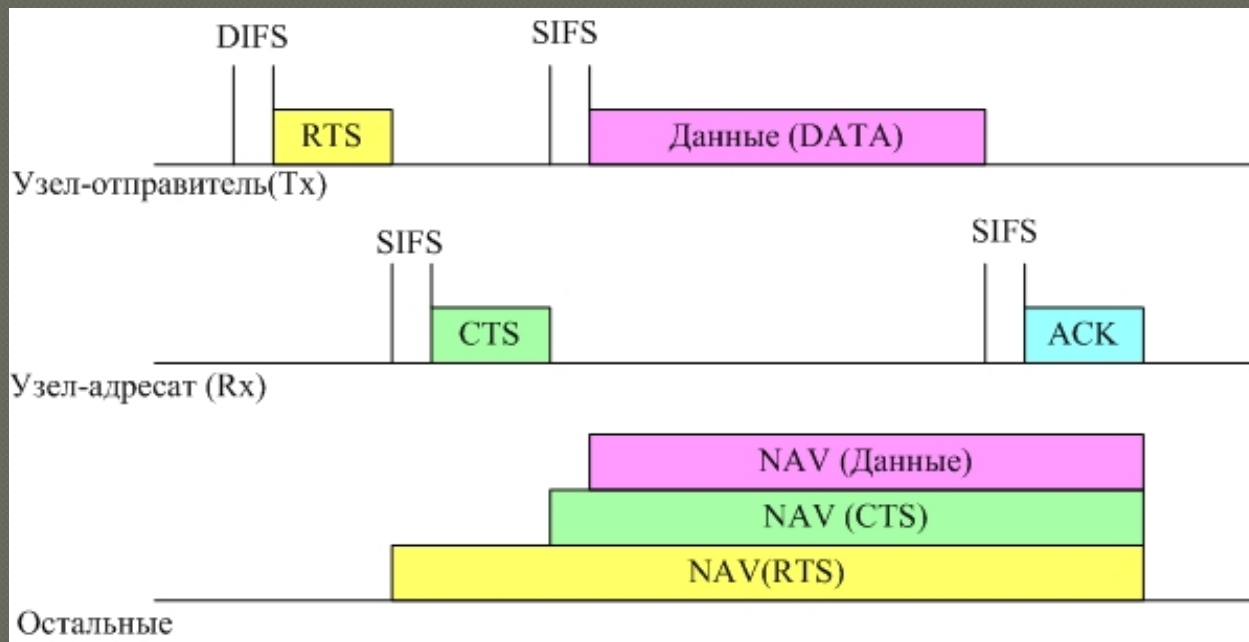 DIFS
SIFS
RTS
Данные (DATA)
Узел-отправитель(Tx)
SIFS
SIFS
CTS
ACK
Узел-адресат (Rx)
NAV (Данные)
NAV (CTS)
NAV(RTS)
Остальные